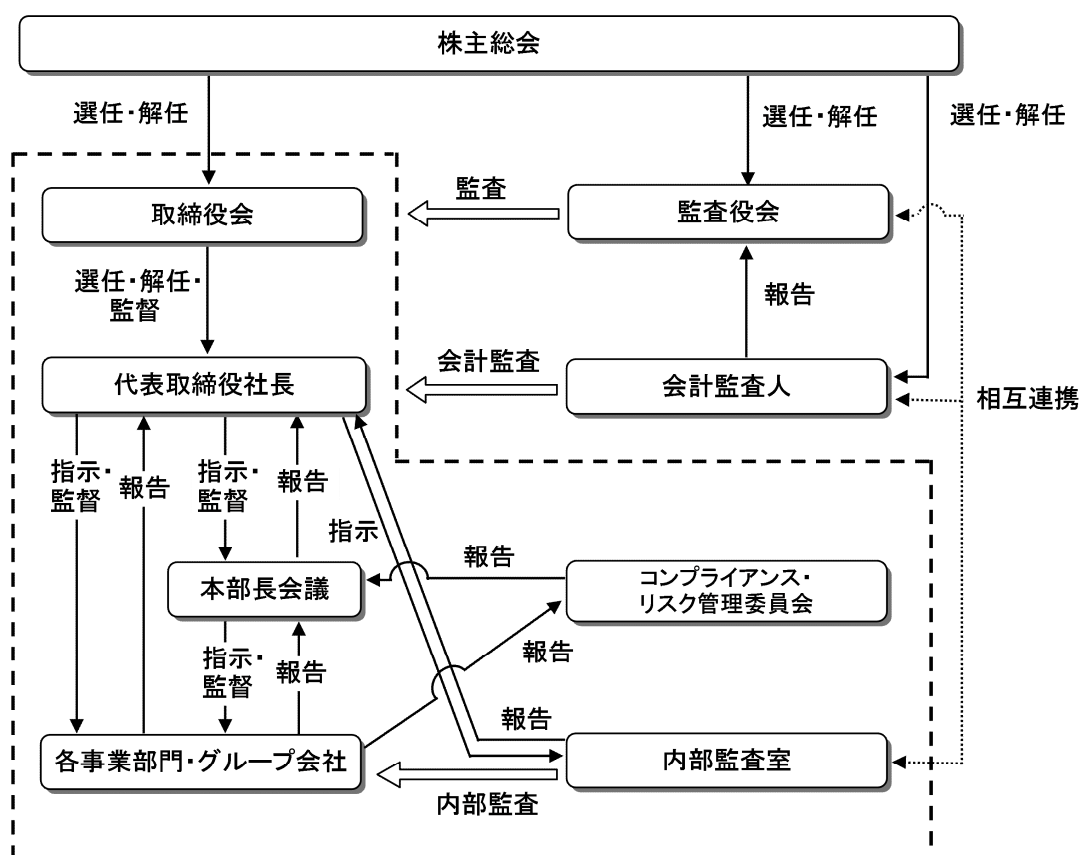 株主総会
選任・解任
選任・解任
選任・解任
取締役会
監査
監査役会
選任・解任・
監督
報告
代表取締役社長
会計監査
会計監査人
相互連携
指示・
監督
報告
指示・
監督
報告
指示
本部長会議
報告
コンプライアンス・
リスク管理委員会
指示・
監督
報告
報告
報告
各事業部門・グループ会社
内部監査
内部監査室